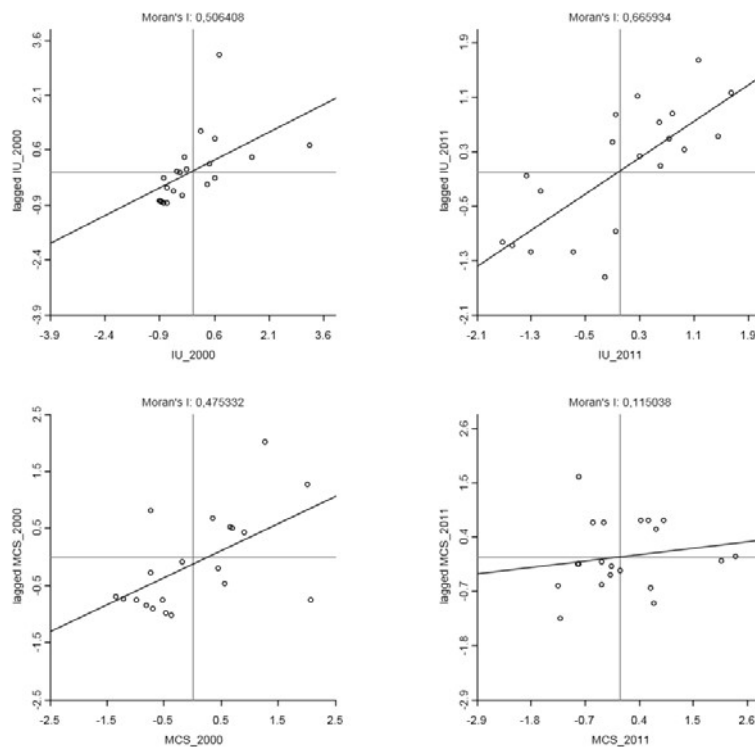 Moran's I: 0,506408
3.6
2.1
0.6
-0.9
-2.4
-3.9
lagged IU_2000
-3.9 -2.4 -0.9 0.6 2.1 3.6
IU_2000
Moran's I: 0,665934
1.9
1.1
0.3
-0.5
-1.3
-2.1
lagged IU_2011
-2.1 -1.3 -0.5 0.3 1.1 1.9
IU_2011
Moran's I: 0,475332
2.5
1.5
0.5
-0.5
-1.5
-2.5
lagged MCS_2000
-2.5 -1.5 -0.5 0.5 1.5 2.5
MCS_2000
Moran's I: 0,115038
2.6
1.5
0.4
-0.7
-1.8
-2.9
lagged MCS_2011
-2.9 -1.8 -0.7 0.4 1.5 2.6
MCS_2011